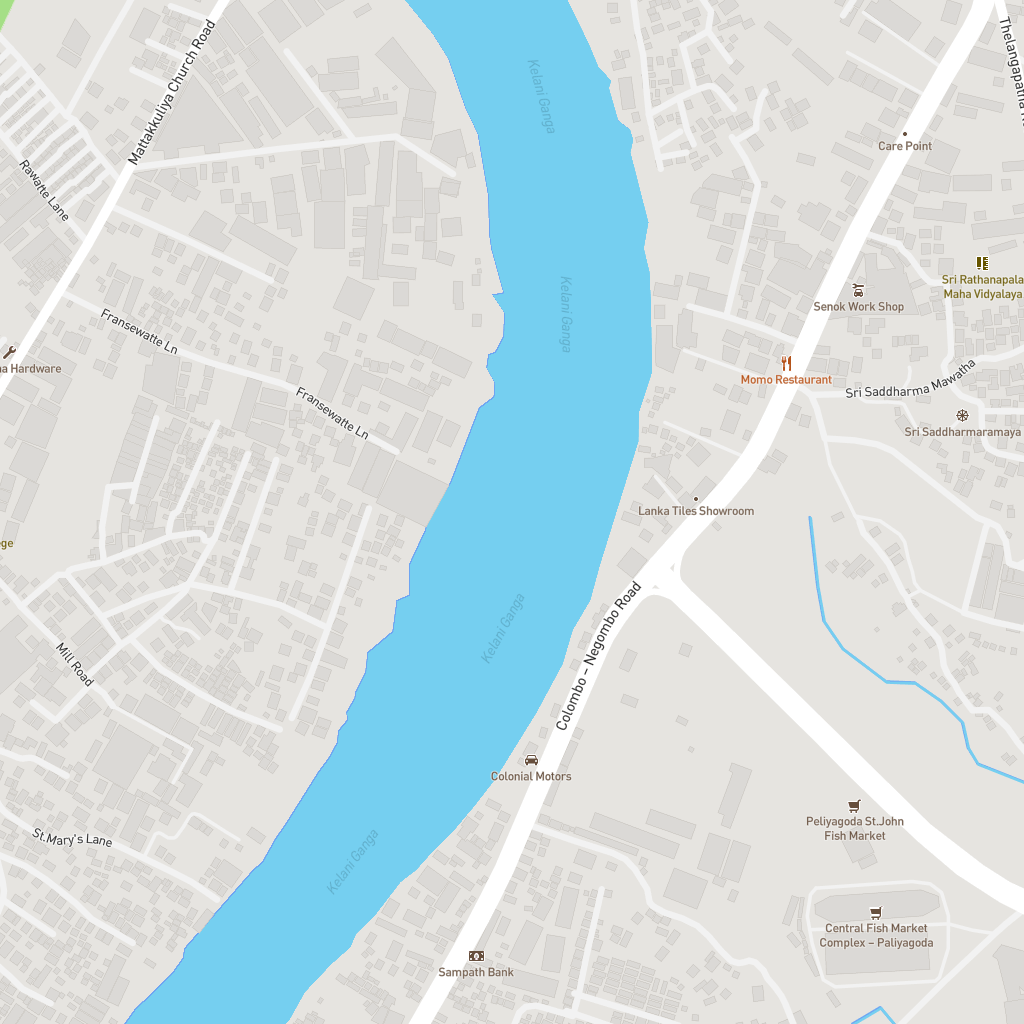 Mattakkuliya Church Road
Thelangapatha
Kelani Ganga
Care Point
Rawatte Lane
Sri Rathanapala
Maha Vidyalaya
Senok Work Shop
Kelani Ganga
Fransewatte Ln
Hardware
Momo Restaurant
Sri Saddharma Mawatha
Fransewatte Ln
Sri Saddharmaramaya
Lanka Tiles Showroom
Kelani Ganga
Colombo – Negombo Road
Mill Road
Colonial Motors
Peliyagoda St.John
Fish Market
St.Mary's Lane
Kelani Ganga
Central Fish Market
Complex – Paliyagoda
Sampath Bank